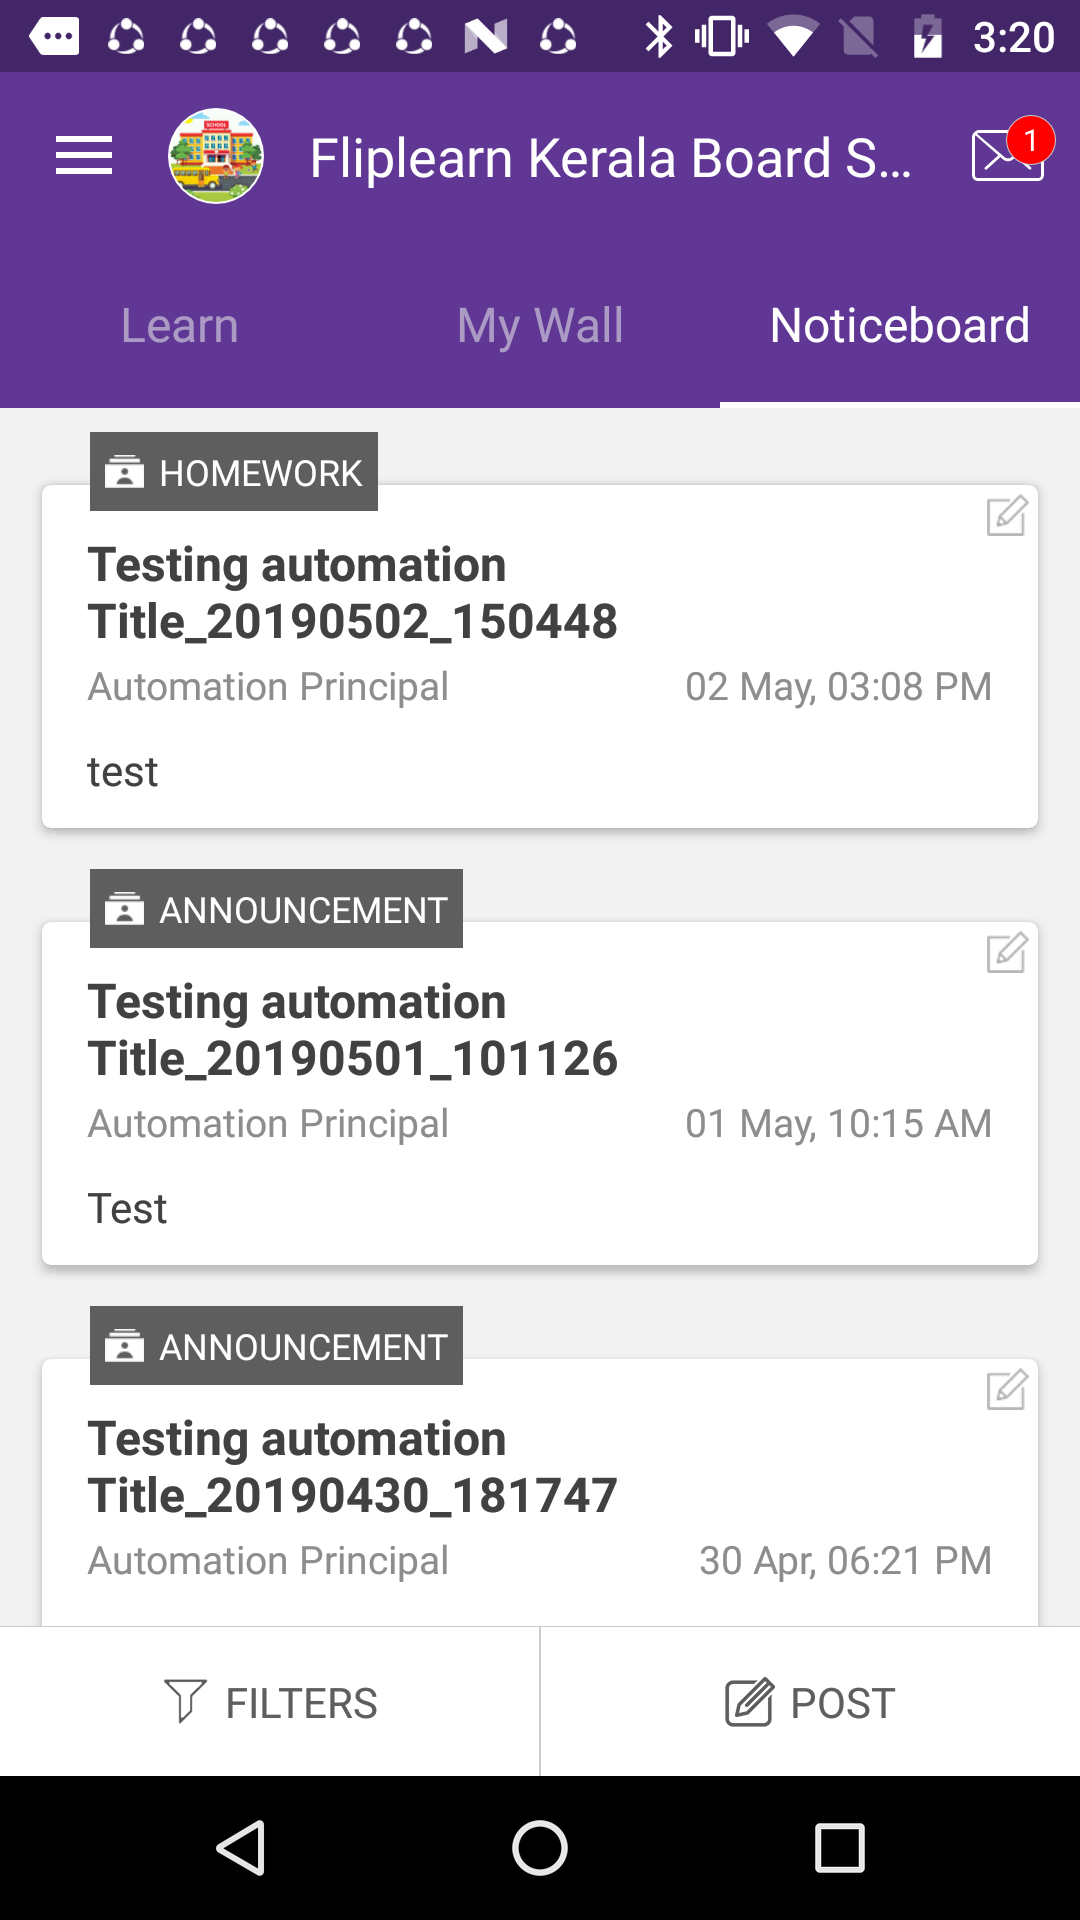 3:20
Fliplearn Kerala Board S...
1
Learn
My Wall
Noticeboard
HOMEWORK
Testing automation
Title_20190502_150448
Automation Principal
02 May, 03:08 PM
test
ANNOUNCEMENT
Testing automation
Title_20190501_101126
Automation Principal
01 May, 10:15 AM
Test
ANNOUNCEMENT
Testing automation
Title_20190430_181747
Automation Principal
30 Apr, 06:21 PM
FILTERS
POST